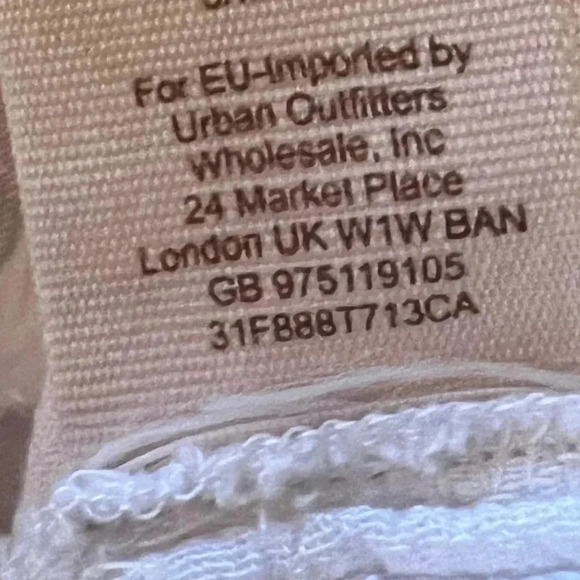 For EU-Imported by
Urban Outfitters
Wholesale, Inc
24 Market Place
London UK W1W BAN
GB 975119105
31F888T713CA